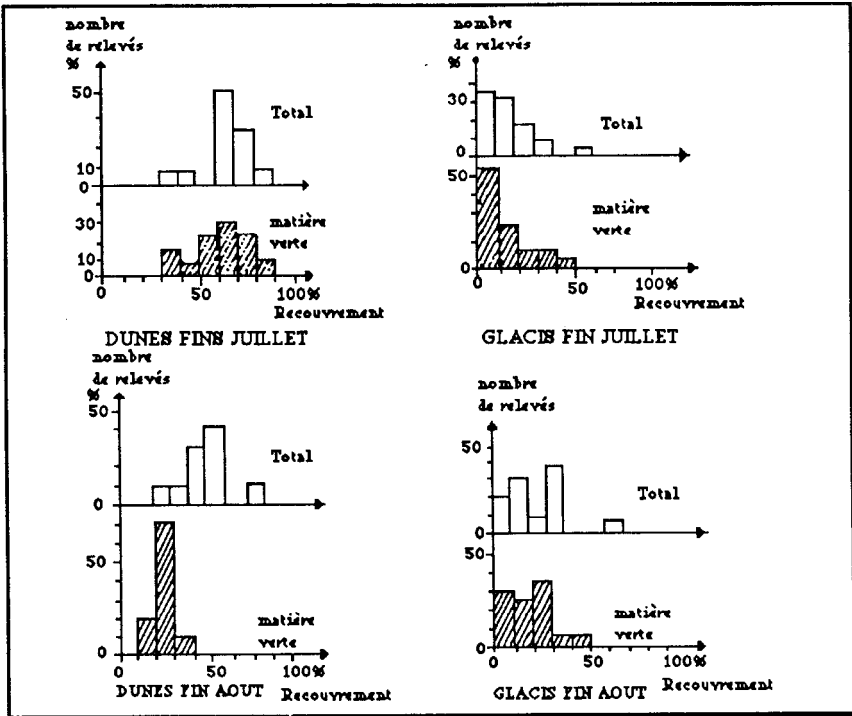 nombre
de relevés
%
50
Total
10
0
30
matière
verte
10
0
0 50 100%
Recouvrement
DUNES FINS JUILLET
nombre
de relevés
%
30
Total
0
50
matière
verte
0
0 50 100%
Recouvrement
GLACIS FIN JUILLET
nombre
de relevés
%
50
Total
0
50
matière
verte
0
0 50 100%
DUNES FIN AOUT Recouvrement
nombre
de relevés
50
Total
0
50
matière
verte
0
0 50 100%
GLACIS FIN AOUT Recouvrement